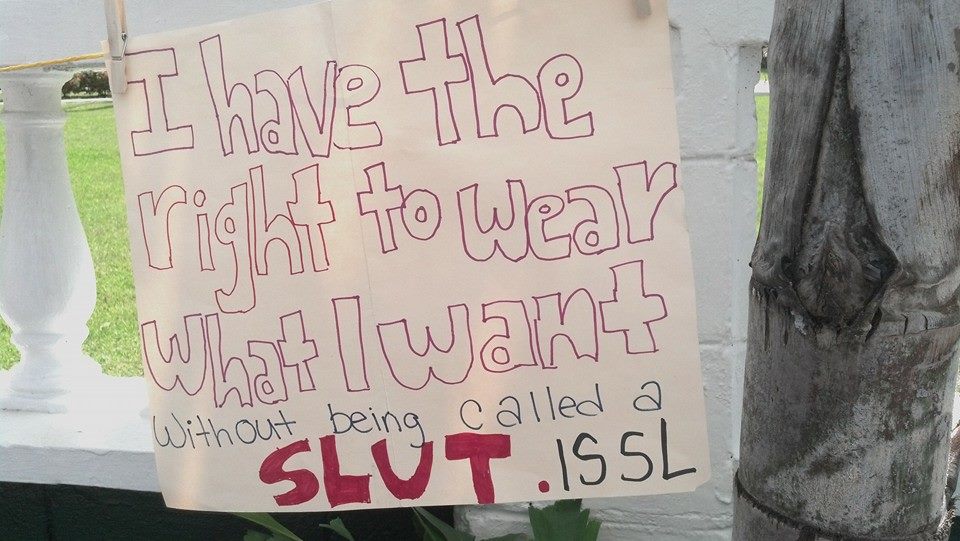 I have the
right to wear
what I want
without being called a
SLUT . ISSL